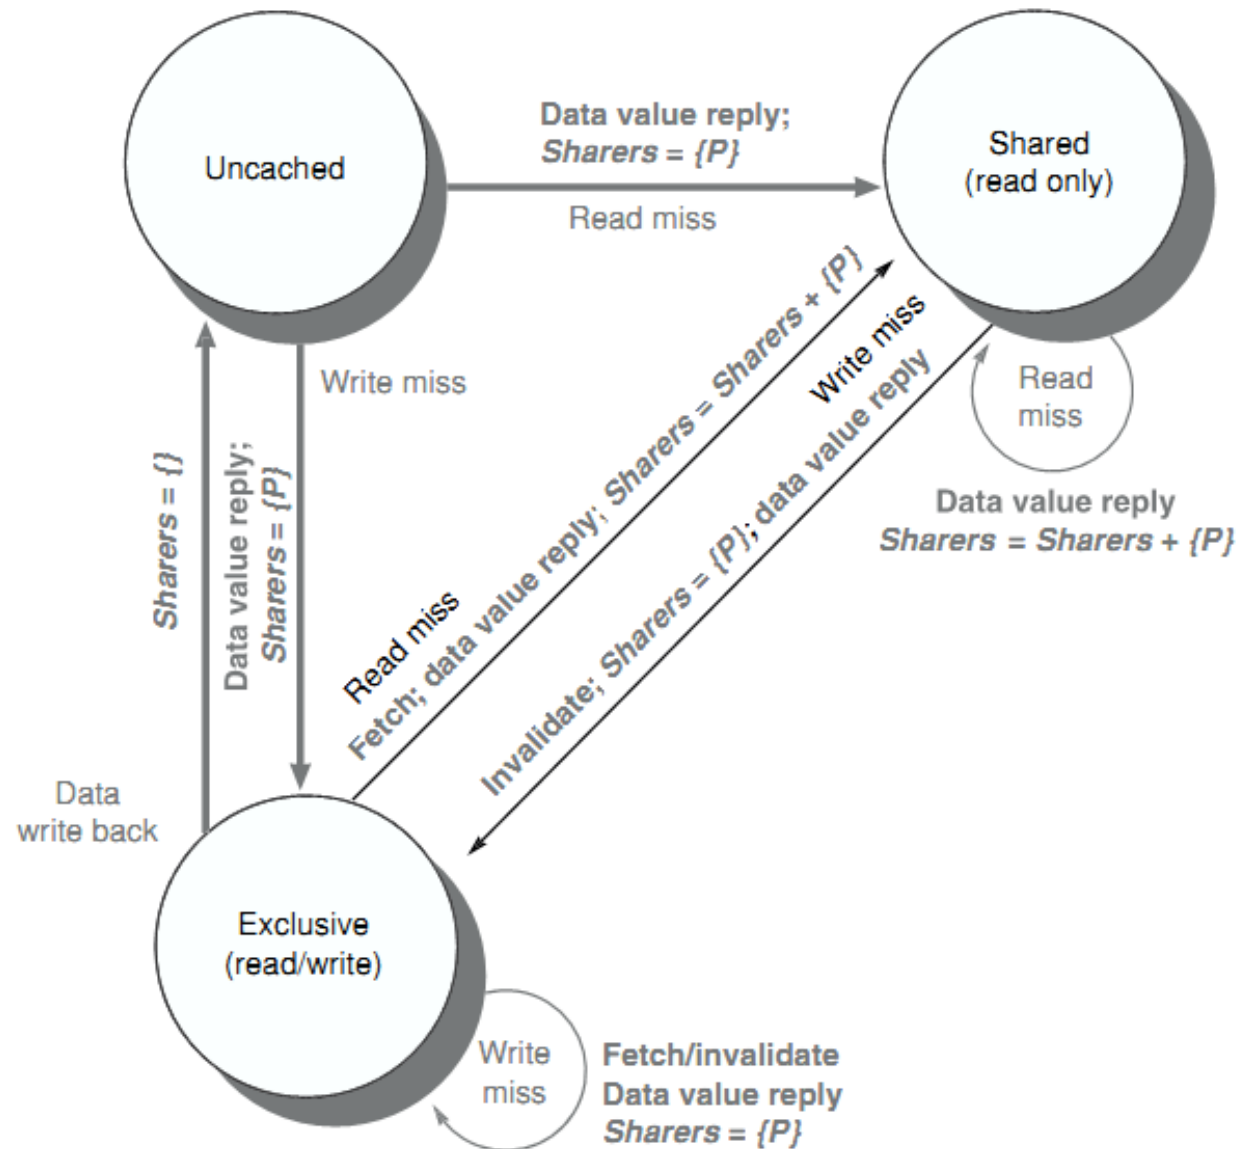 Uncached
Data value reply;
Sharers = {P}
Read miss
Shared
(read only)
Write miss
Sharers = {}
Data value reply;
Sharers = {P}
Read miss
Fetch; data value reply; Sharers = Sharers + {P}
Write miss
Invalidate; Sharers = {P}; data value reply
Read
miss
Data value reply
Sharers = Sharers + {P}
Data
write back
Exclusive
(read/write)
Write
miss
Fetch/invalidate
Data value reply
Sharers = {P}